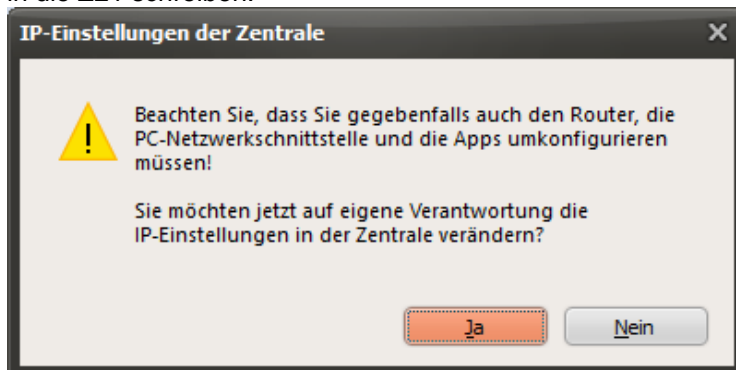 IP-Einstellungen der Zentrale
Beachten Sie, dass Sie gegebenfalls auch den Router, die
PC-Netzwerkschnittstelle und die Apps umkonfigurieren
müssen!
Sie möchten jetzt auf eigene Verantwortung die
IP-Einstellungen in der Zentrale verändern?
Ja
Nein